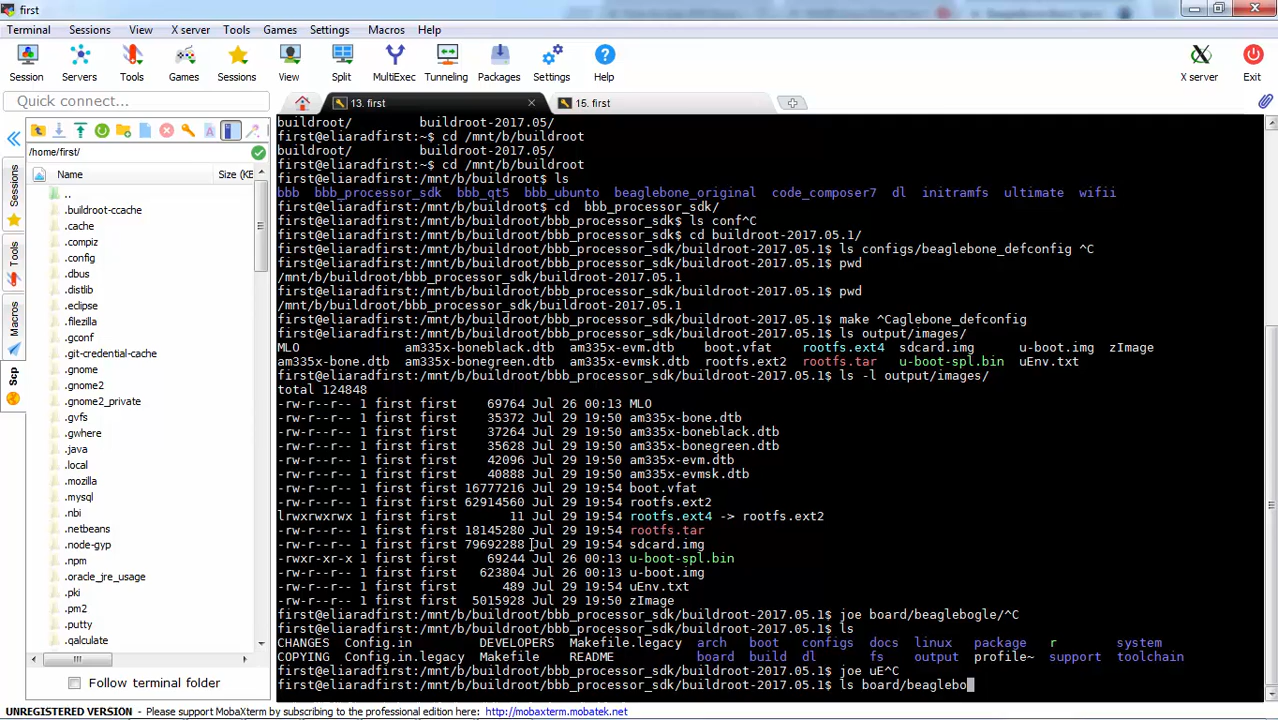 first
Terminal Sessions View X server Tools Games Settings Macros Help
Session Servers Tools Games Sessions View Split MultiExec Tunneling Packages Settings Help X server Exit
Quick connect...
13. first
15. first
/home/first/
Name Size (KB
..
.buildroot-ccache
.cache
.compiz
.config
.dbus
.distlib
.eclipse
.filezilla
.gconf
.git-credential-cache
.gnome
.gnome2
.gnome2_private
.gvfs
.gwhere
.java
.local
.mozilla
.mysql
.nbi
.netbeans
.node-gyp
.npm
.oracle_jre_usage
.pki
.pm2
.putty
.qalculate
Sessions
Tools
Macros
Scp
Follow terminal folder
buildroot/ buildroot-2017.05/
first@eliaradfirst:~$ cd /mnt/b/buildroot
buildroot/ buildroot-2017.05/
first@eliaradfirst:~$ cd /mnt/b/buildroot
first@eliaradfirst:/mnt/b/buildroot$ ls
bbb bbb_processor_sdk bbb_qt5 bbb_ubunto beaglebone_original code_composer7 dl initramfs ultimate wifii
first@eliaradfirst:/mnt/b/buildroot$ cd bbb_processor_sdk/
first@eliaradfirst:/mnt/b/buildroot/bbb_processor_sdk$ ls conf^C
first@eliaradfirst:/mnt/b/buildroot/bbb_processor_sdk$ cd buildroot-2017.05.1/
first@eliaradfirst:/mnt/b/buildroot/bbb_processor_sdk/buildroot-2017.05.1$ ls configs/beaglebone_defconfig ^C
first@eliaradfirst:/mnt/b/buildroot/bbb_processor_sdk/buildroot-2017.05.1$ pwd
/mnt/b/buildroot/bbb_processor_sdk/buildroot-2017.05.1
first@eliaradfirst:/mnt/b/buildroot/bbb_processor_sdk/buildroot-2017.05.1$ pwd
/mnt/b/buildroot/bbb_processor_sdk/buildroot-2017.05.1
first@eliaradfirst:/mnt/b/buildroot/bbb_processor_sdk/buildroot-2017.05.1$ make ^Caglebone_defconfig
first@eliaradfirst:/mnt/b/buildroot/bbb_processor_sdk/buildroot-2017.05.1$ ls output/images/
MLO am335x-boneblack.dtb am335x-evm.dtb boot.vfat rootfs.ext4 sdcard.img u-boot.img zImage
am335x-bone.dtb am335x-bonegreen.dtb am335x-evmsk.dtb rootfs.ext2 rootfs.tar u-boot-spl.bin uEnv.txt
first@eliaradfirst:/mnt/b/buildroot/bbb_processor_sdk/buildroot-2017.05.1$ ls -l output/images/
total 124848
-rw-r--r-- 1 first first 69764 Jul 26 00:13 MLO
-rw-r--r-- 1 first first 35372 Jul 29 19:50 am335x-bone.dtb
-rw-r--r-- 1 first first 37264 Jul 29 19:50 am335x-boneblack.dtb
-rw-r--r-- 1 first first 35628 Jul 29 19:50 am335x-bonegreen.dtb
-rw-r--r-- 1 first first 42096 Jul 29 19:50 am335x-evm.dtb
-rw-r--r-- 1 first first 40888 Jul 29 19:50 am335x-evmsk.dtb
-rw-r--r-- 1 first first 16777216 Jul 29 19:54 boot.vfat
-rw-r--r-- 1 first first 62914560 Jul 29 19:54 rootfs.ext2
lrwxrwxrwx 1 first first 11 Jul 29 19:54 rootfs.ext4 -> rootfs.ext2
-rw-r--r-- 1 first first 18145280 Jul 29 19:54 rootfs.tar
-rw-r--r-- 1 first first 79692288 Jul 29 19:54 sdcard.img
-rwxr-xr-x 1 first first 69244 Jul 26 00:13 u-boot-spl.bin
-rw-r--r-- 1 first first 623804 Jul 26 00:13 u-boot.img
-rw-r--r-- 1 first first 489 Jul 29 19:54 uEnv.txt
-rw-r--r-- 1 first first 5015928 Jul 29 19:50 zImage
first@eliaradfirst:/mnt/b/buildroot/bbb_processor_sdk/buildroot-2017.05.1$ joe board/beaglebogle/^C
first@eliaradfirst:/mnt/b/buildroot/bbb_processor_sdk/buildroot-2017.05.1$ ls
CHANGES Config.in DEVELOPERS Makefile.legacy arch boot configs docs linux package r system
COPYING Config.in.legacy Makefile README board build dl fs output profile~ support toolchain
first@eliaradfirst:/mnt/b/buildroot/bbb_processor_sdk/buildroot-2017.05.1$ joe uE^C
first@eliaradfirst:/mnt/b/buildroot/bbb_processor_sdk/buildroot-2017.05.1$ ls board/beaglebo
UNREGISTERED VERSION - Please support MobaXterm by subscribing to the professional edition here: http://mobaxterm.mobatek.net